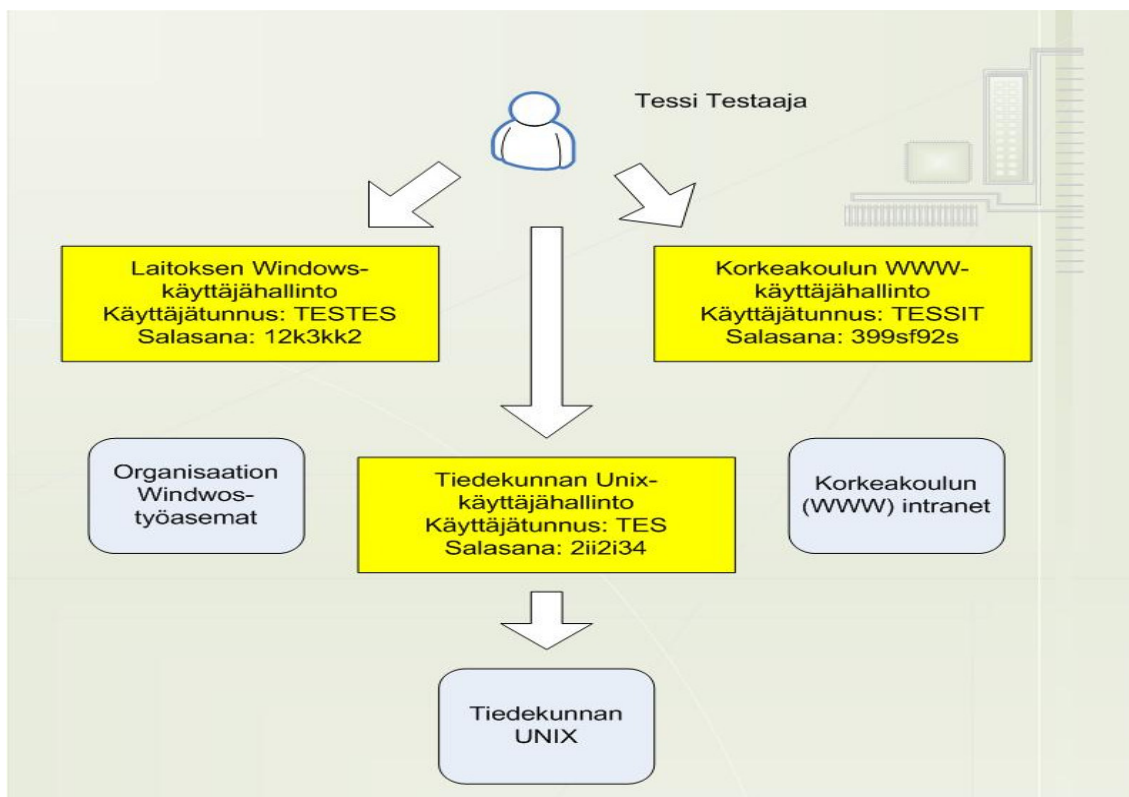 Tessi Testaaja
Laitoksen Windows-
käyttäjähallinto
Käyttäjätunnus: TESTES
Salasana: 12k3kk2
Korkeakoulun WWW-
käyttäjähallinto
Käyttäjätunnus: TESSIT
Salasana: 399sf92s
Organisaation
Windwos-
työasemat
Tiedekunnan Unix-
käyttäjähallinto
Käyttäjätunnus: TES
Salasana: 2ii2i34
Korkeakoulun
(WWW) intranet
Tiedekunnan
UNIX